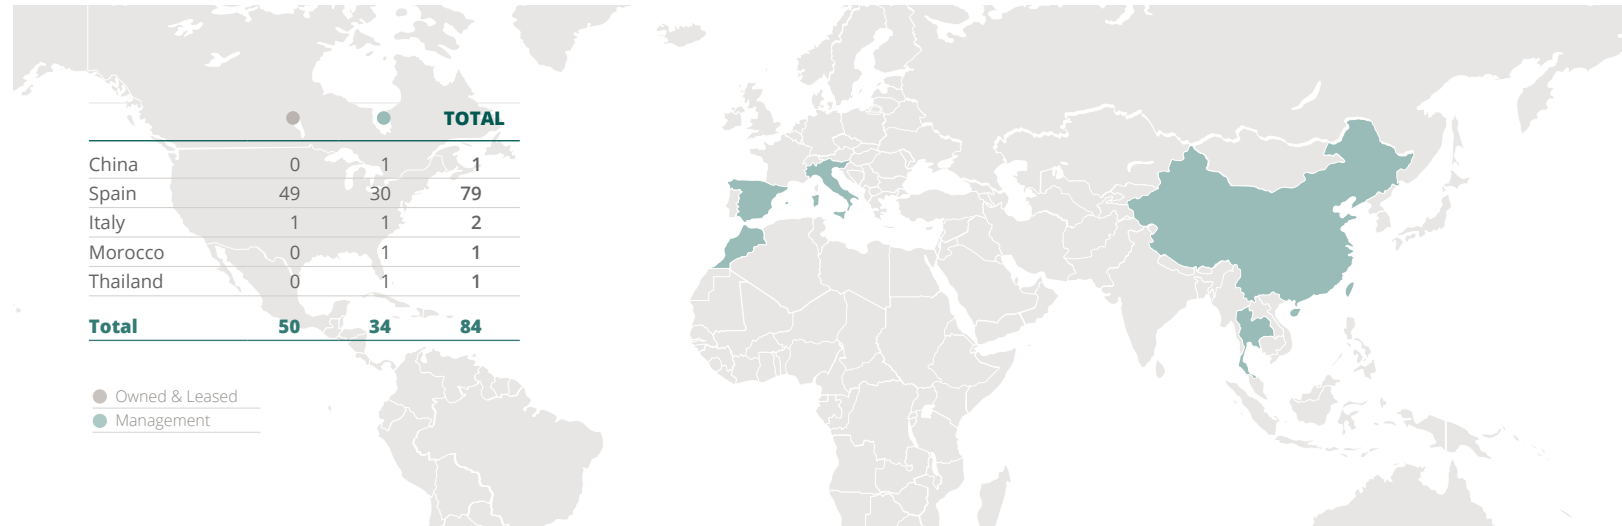 TOTAL
China 0 1 1
Spain 49 30 79
Italy 1 1 2
Morocco 0 1 1
Thailand 0 1 1
Total 50 34 84
Owned & Leased
Management